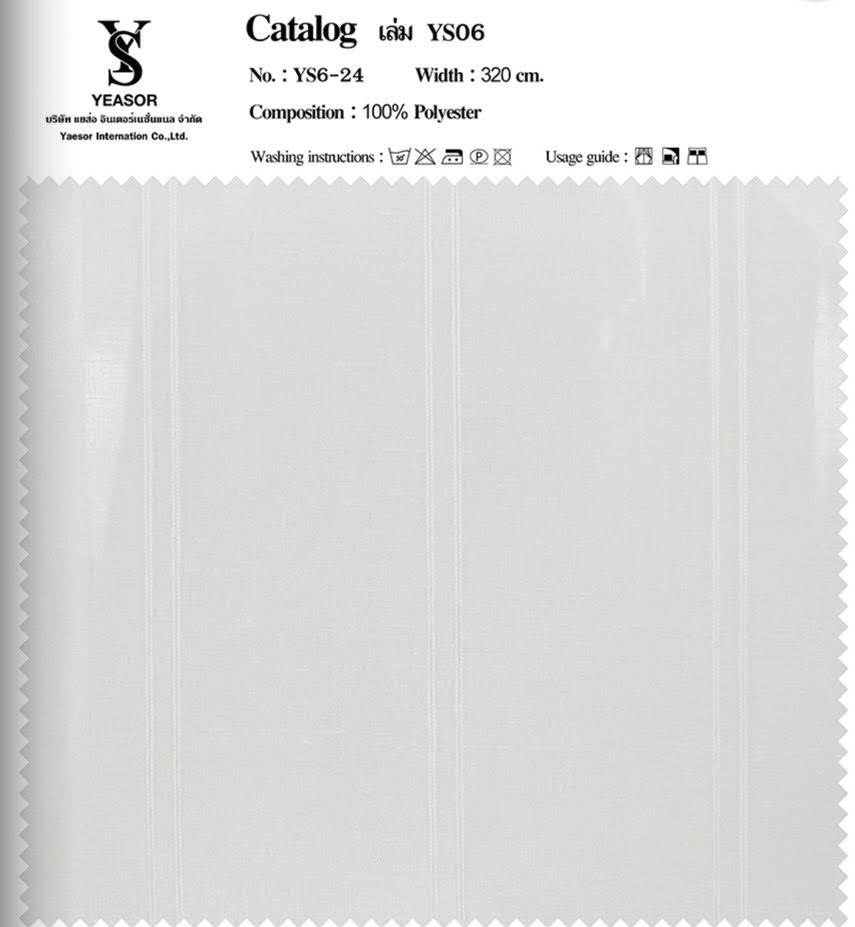 YS
YEASOR
บริษัท แยส่อ อินเตอร์เนชั่นแนล จำกัด
Yaesor Internation Co.,Ltd.
Catalog เล่ม YS06
No. : YS6-24 Width : 320 cm.
Composition : 100% Polyester
Washing instructions : P Usage guide :